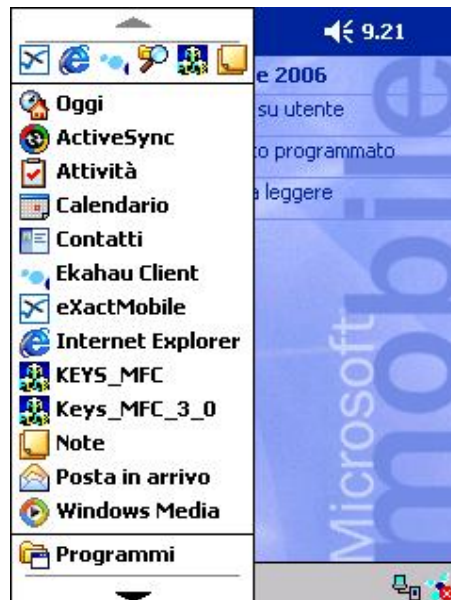 9.21
e 2006
su utente
to programmato
a leggere
Oggi
ActiveSync
Attività
Calendario
Contatti
Ekahau Client
eXactMobile
Internet Explorer
KEYS_MFC
Keys_MFC_3_0
Note
Posta in arrivo
Windows Media
Programmi
Microsoft
mobile